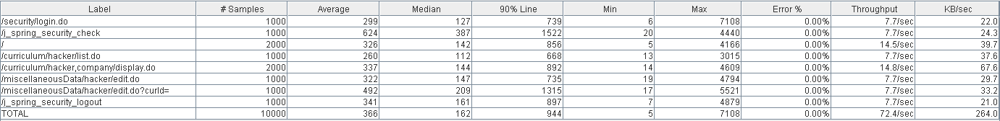 Label # Samples Average Median 90% Line Min Max Error % Throughput KB/sec
/security/login.do 1000 299 127 739 6 7108 0.00% 7.7/sec 22.0
/j_spring_security_check 1000 624 387 1522 20 4440 0.00% 7.7/sec 24.3
/ 2000 326 142 856 5 4166 0.00% 14.5/sec 39.7
/curriculum/hacker/list.do 1000 260 112 668 13 3015 0.00% 7.7/sec 37.6
/curriculum/hacker,company/display.do 2000 337 144 892 14 4609 0.00% 14.8/sec 67.6
/miscellaneousData/hacker/edit.do 1000 322 147 735 19 4794 0.00% 7.7/sec 29.7
/miscellaneousData/hacker/edit.do?curId= 1000 492 209 1315 17 5521 0.00% 7.7/sec 33.2
/j_spring_security_logout 1000 341 161 897 7 4879 0.00% 7.7/sec 21.0
TOTAL 10000 366 162 944 5 7108 0.00% 72.4/sec 264.0